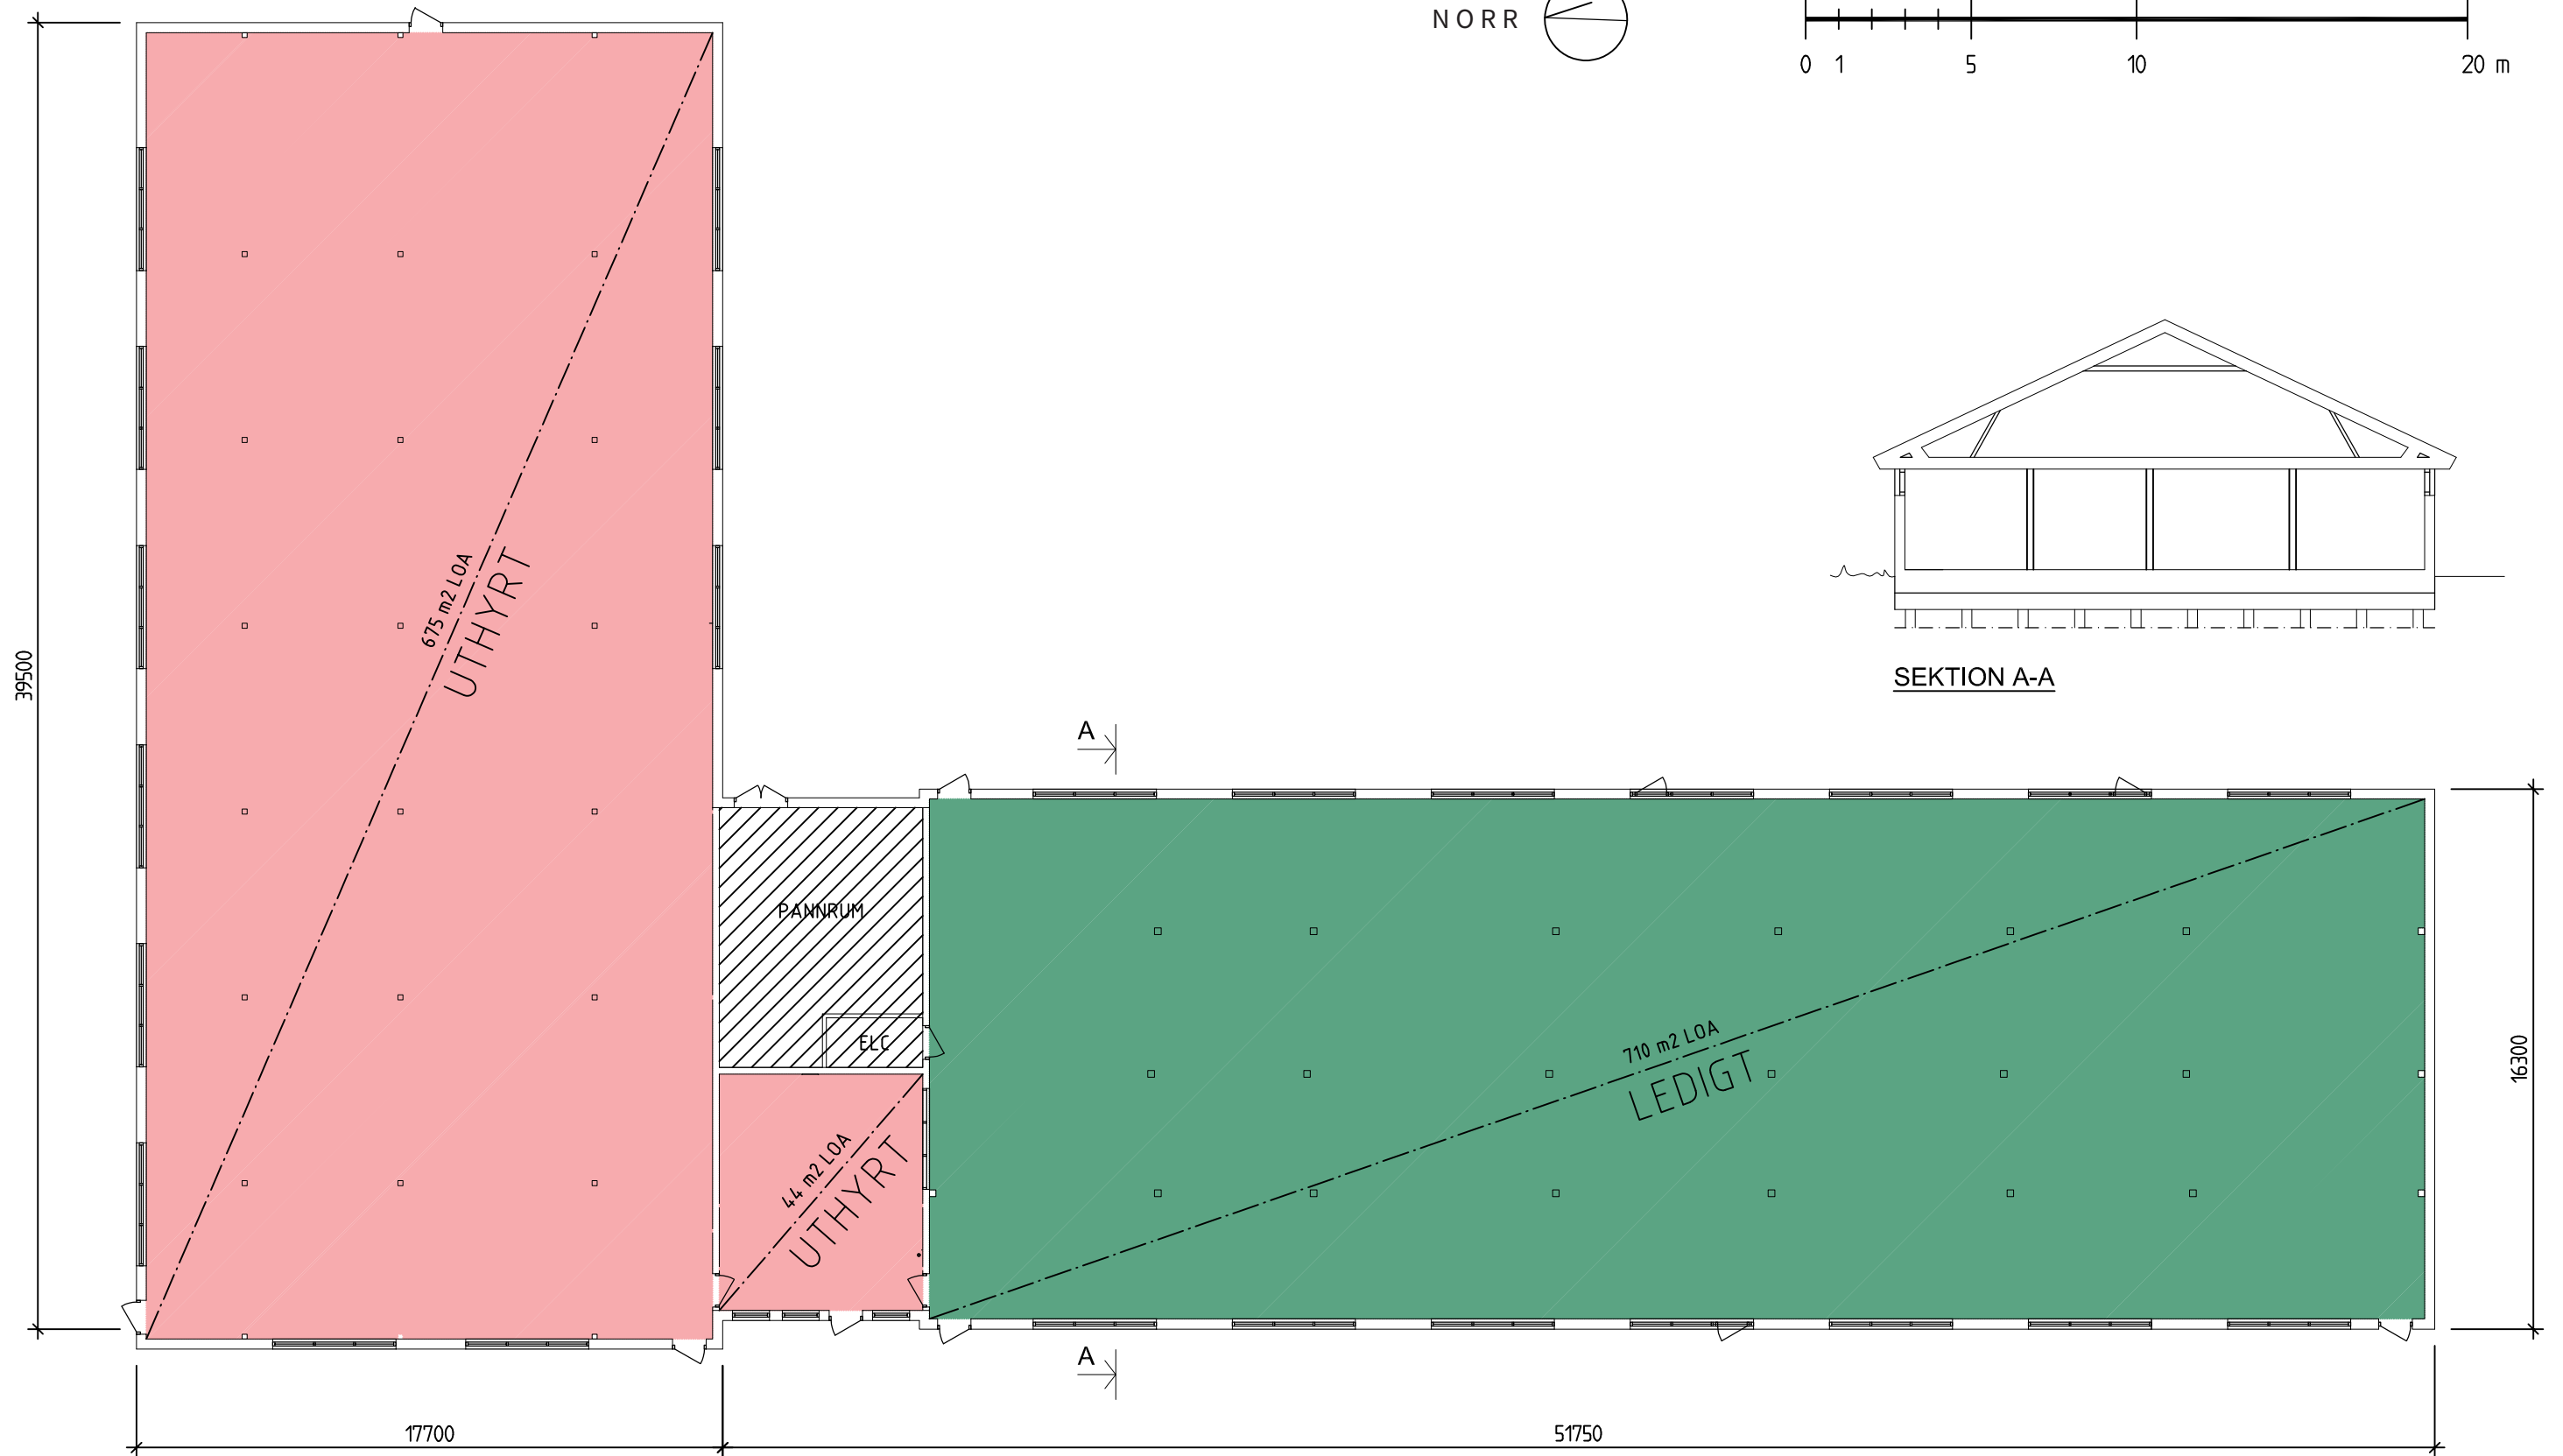 NORR
0 1 5 10 20 m
39500
675 m2 LOA
UTHYRT
SEKTION A-A
A
PANNRUM
ELC
44 m2 LOA
UTHYRT
710 m2 LOA
LEDIGT
16300
A
17700
51750